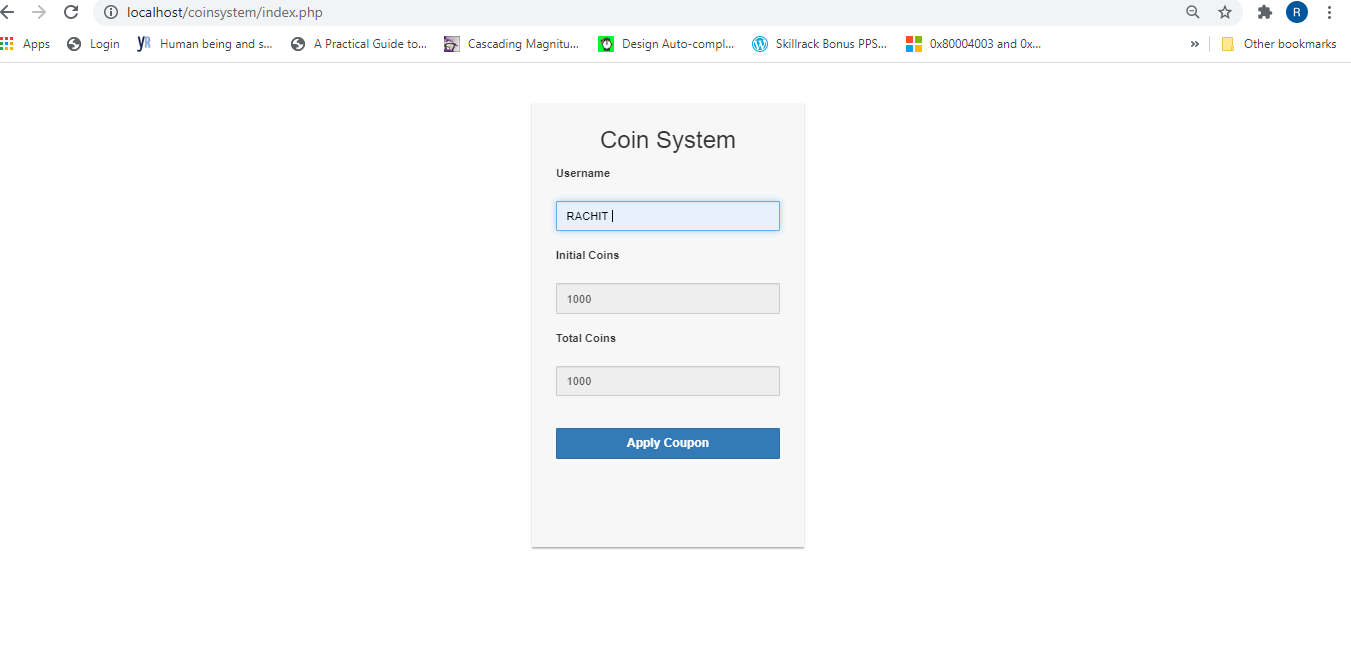 localhost/coinsystem/index.php
R
Apps Login yR Human being and s... A Practical Guide to... Cascading Magnitu... Design Auto-compl... Skillrack Bonus PPS... 0x80004003 and 0x... » Other bookmarks
Coin System
Username
RACHIT
Initial Coins
1000
Total Coins
1000
Apply Coupon